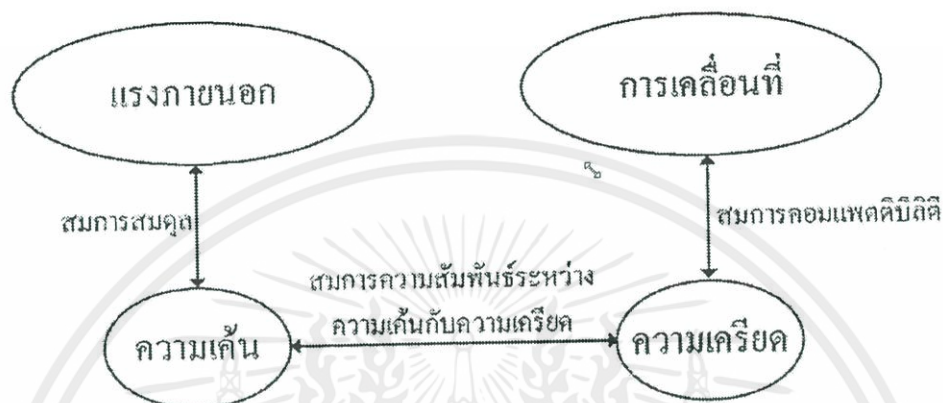 แรงภายนอก
การเคลื่อนที่
สมการสมดุล
สมการคอมแพตติบิลิตี
สมการความสัมพันธ์ระหว่าง
ความเค้นกับความเครียด
ความเค้น
ความเครียด